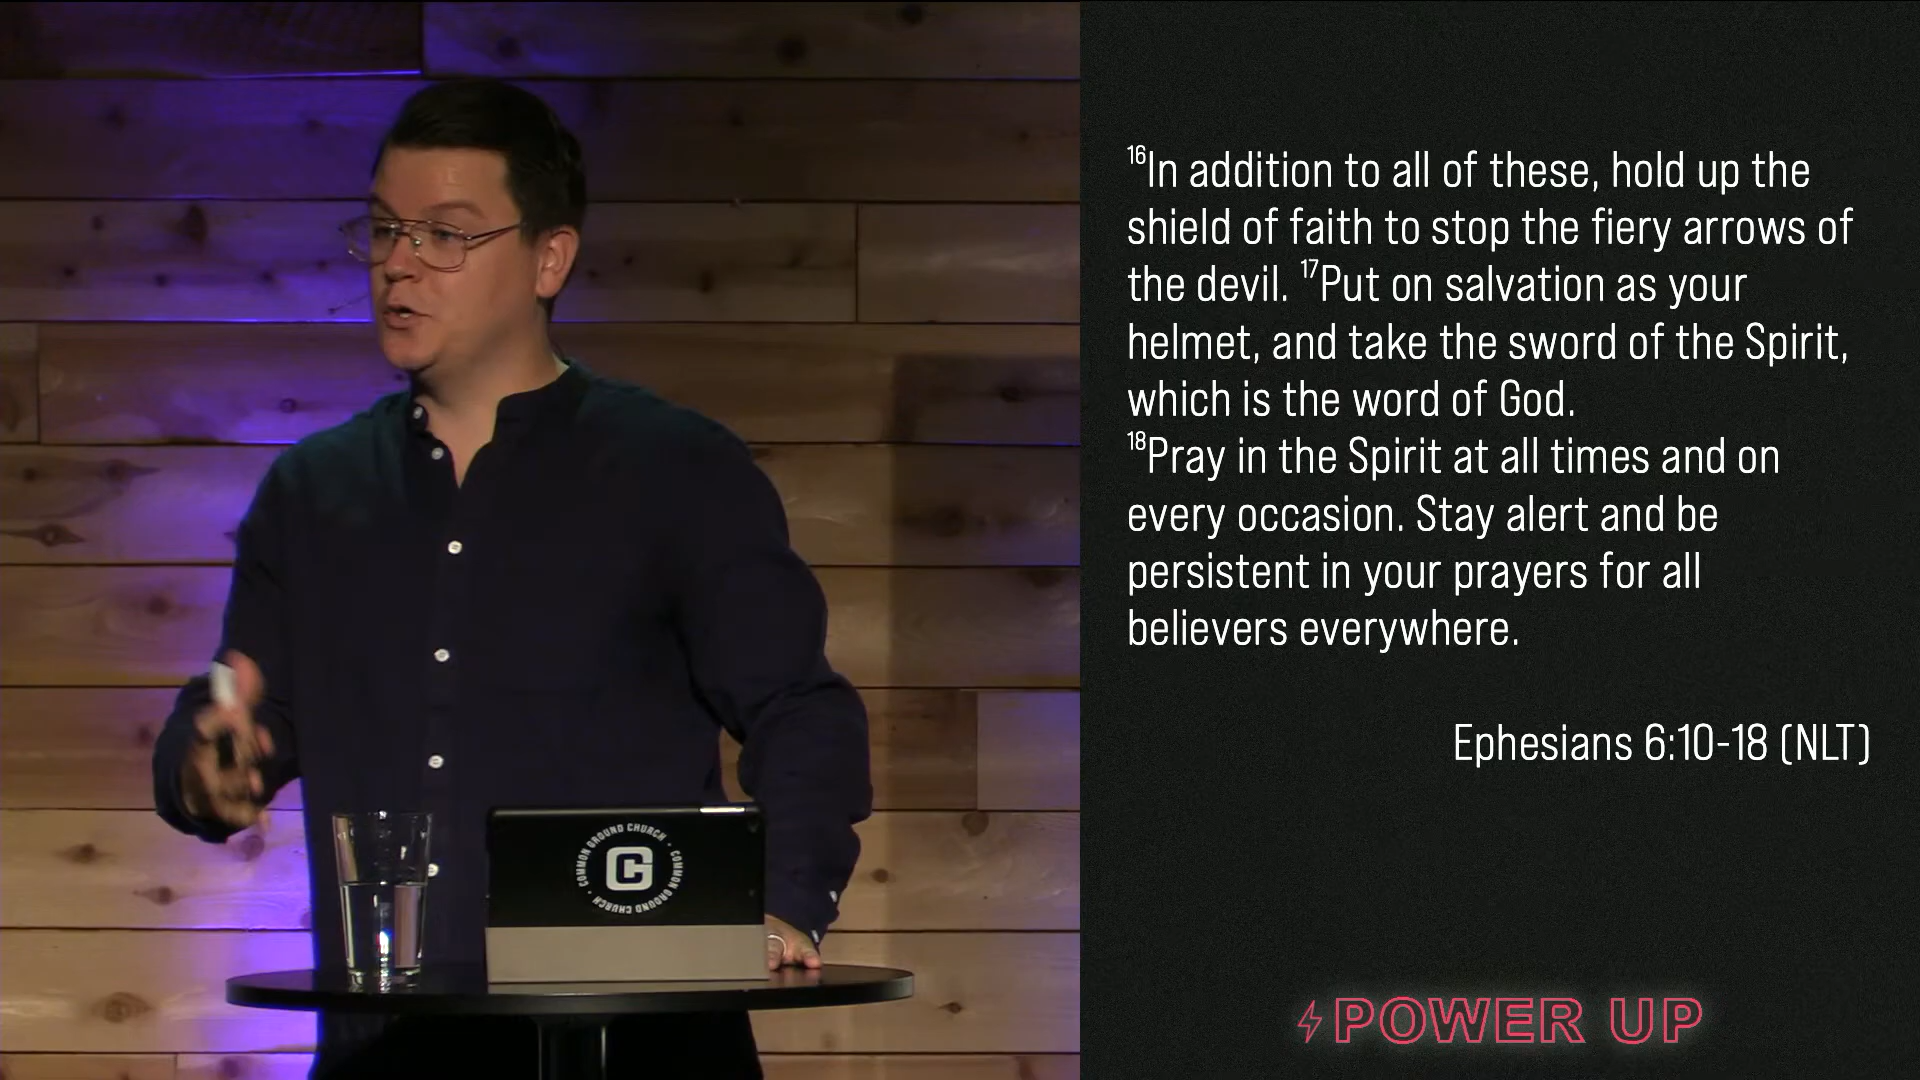 ¹⁶In addition to all of these, hold up the
shield of faith to stop the fiery arrows of
the devil. ¹⁷Put on salvation as your
helmet, and take the sword of the Spirit,
which is the word of God.
¹⁸Pray in the Spirit at all times and on
every occasion. Stay alert and be
persistent in your prayers for all
believers everywhere.
Ephesians 6:10-18 (NLT)
POWER UP
COMMON GROUND CHURCH • COMMON GROUND CHURCH •
G